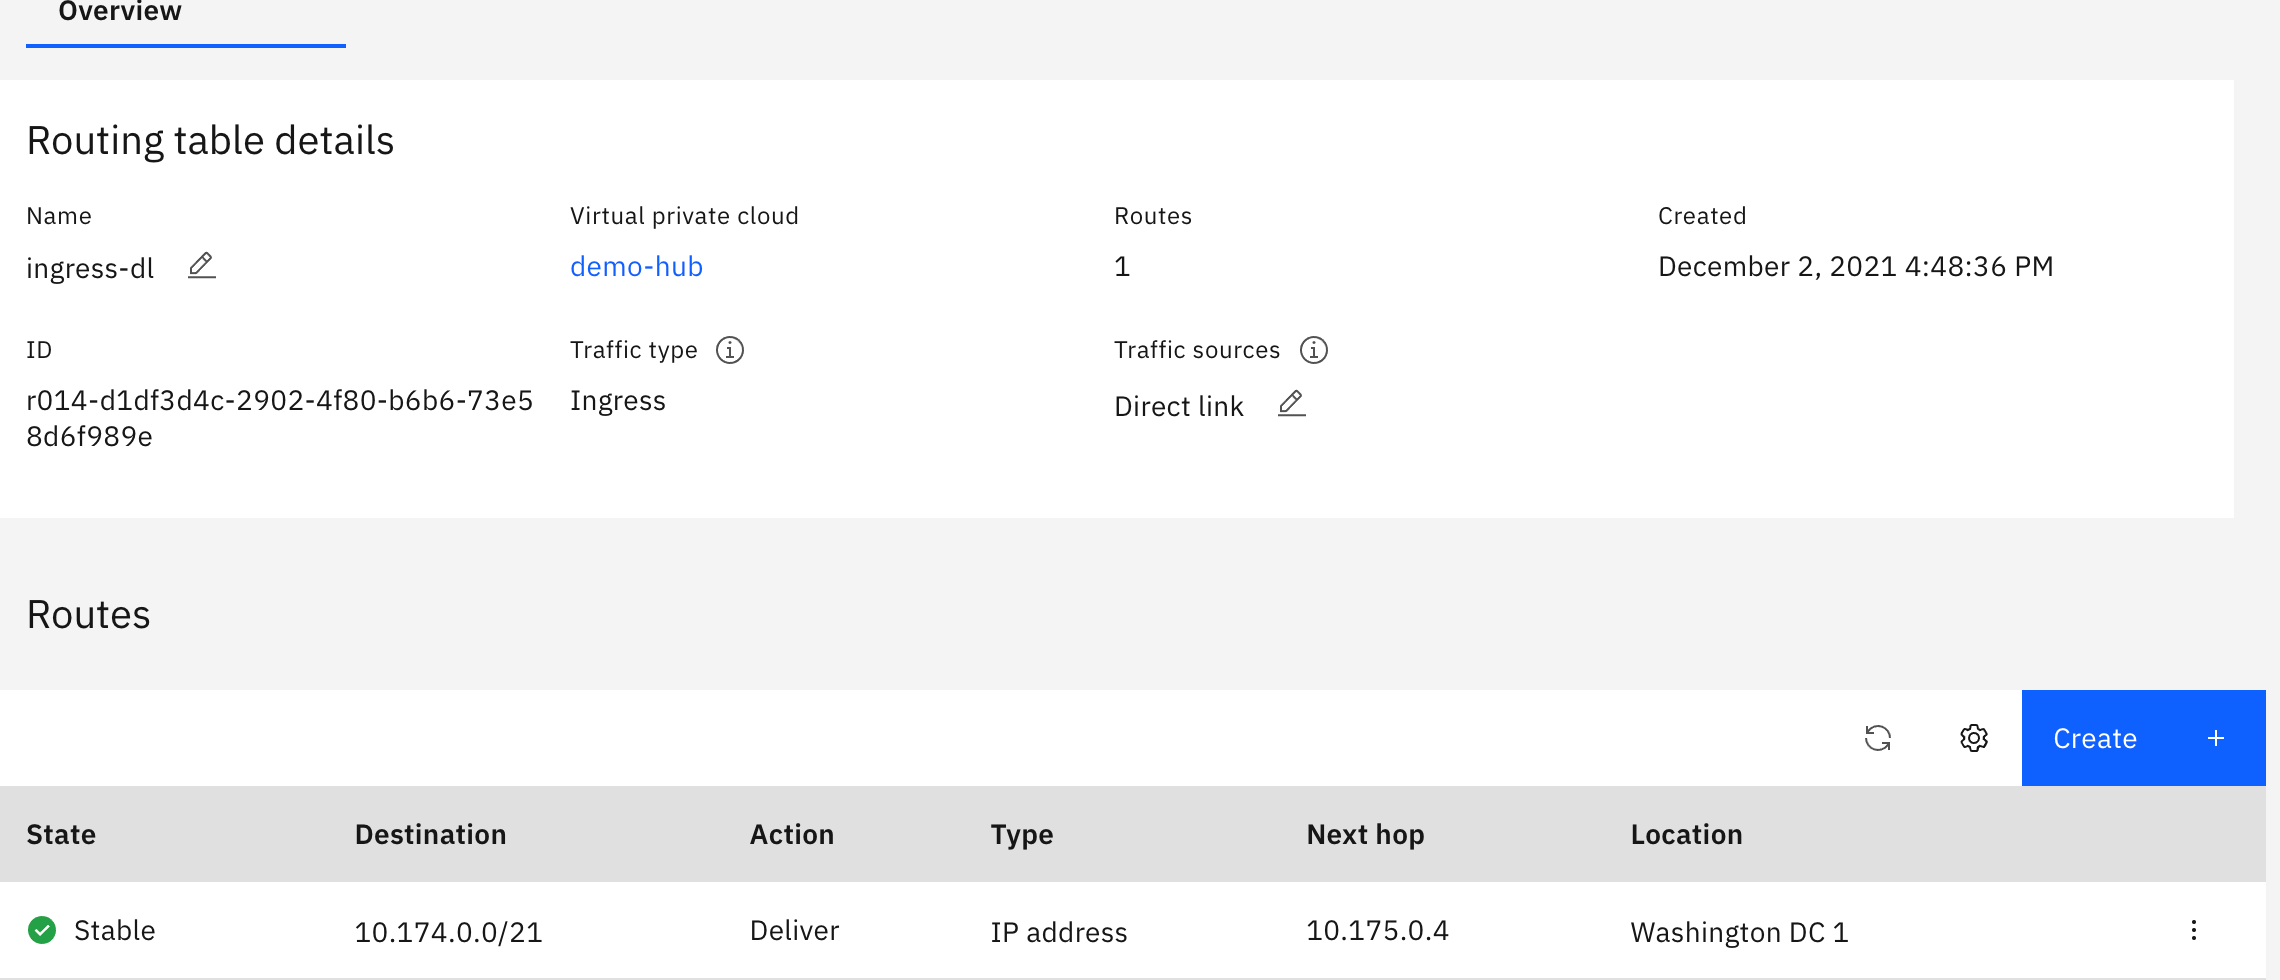 Overview
Routing table details
Name
Virtual private cloud
Routes
Created
ingress-dl
demo-hub
1
December 2, 2021 4:48:36 PM
ID
Traffic type
Traffic sources
r014-d1df3d4c-2902-4f80-b6b6-73e5
8d6f989e
Ingress
Direct link
Routes
Create +
State Destination Action Type Next hop Location
Stable 10.174.0.0/21 Deliver IP address 10.175.0.4 Washington DC 1